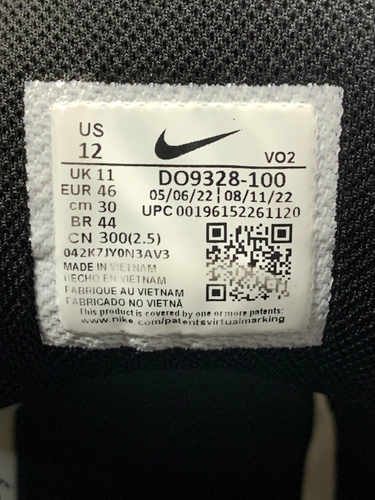 US
12
VO2
UK 11
DO9328-100
EUR 46
05/06/22 | 08/11/22
cm 30
UPC 00196152261120
BR 44
CN 300(2.5)
042K7JY0N3AV3
MADE IN VIETNAM
HECHO EN VIETNAM
FABRIQUE AU VIETNAM
FABRICADO NO VIETNÃ
This product is covered by one or more patents:
www.nike.com/patentsvirtualmarking